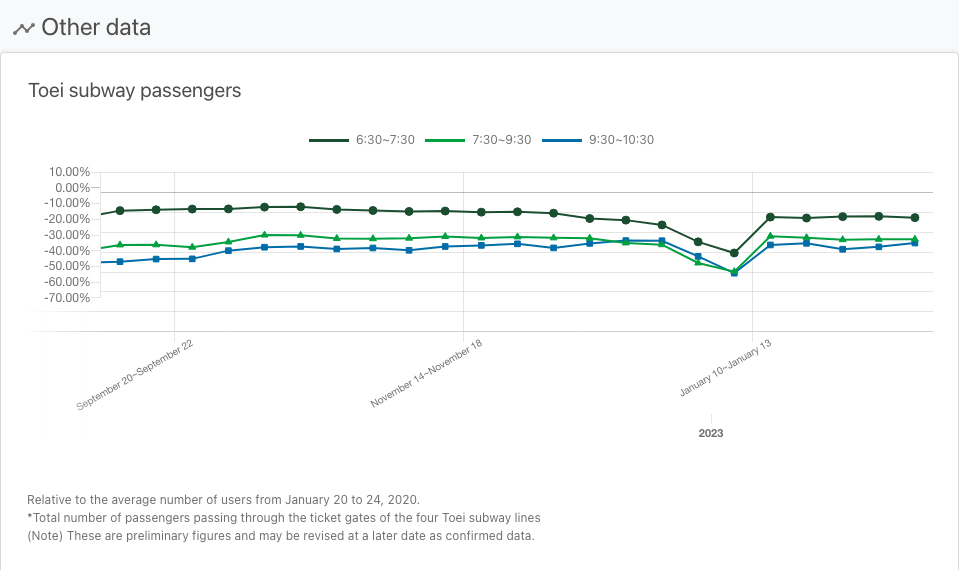 Other data
Toei subway passengers
6:30~7:30
7:30~9:30
9:30~10:30
10.00%
0.00%
-10.00%
-20.00%
-30.00%
-40.00%
-50.00%
-60.00%
-70.00%
September 20~September 22
November 14~November 18
January 10~January 13
2023
Relative to the average number of users from January 20 to 24, 2020.
*Total number of passengers passing through the ticket gates of the four Toei subway lines
(Note) These are preliminary figures and may be revised at a later date as confirmed data.